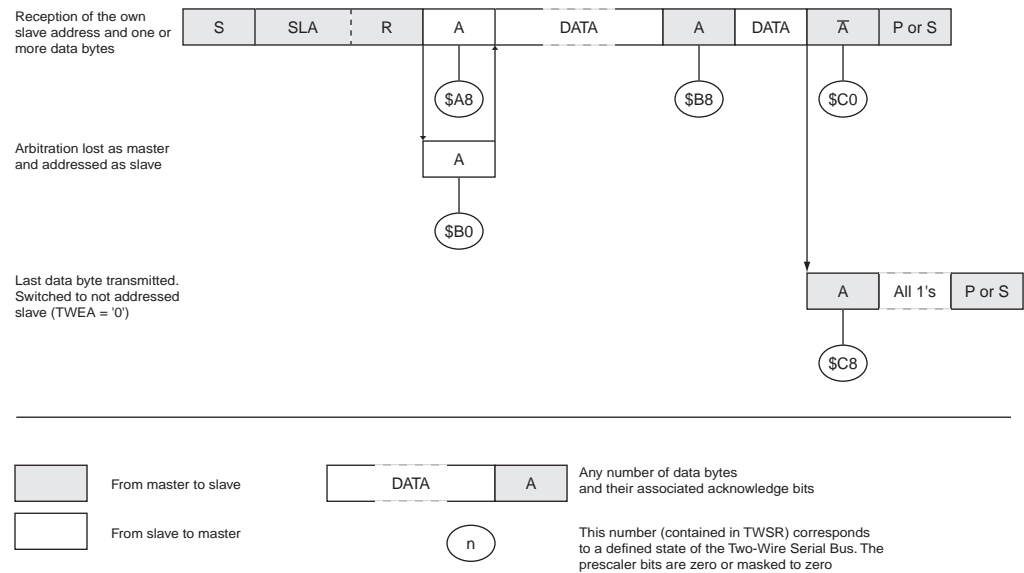 Reception of the own
slave address and one or
more data bytes
S SLA R A DATA A DATA A̅ P or S
$A8 $B8 $C0
Arbitration lost as master
and addressed as slave
A
$B0
Last data byte transmitted.
Switched to not addressed
slave (TWEA = '0')
A All 1's P or S
$C8
From master to slave
DATA A
Any number of data bytes
and their associated acknowledge bits
From slave to master
n
This number (contained in TWSR) corresponds
to a defined state of the Two-Wire Serial Bus. The
prescaler bits are zero or masked to zero